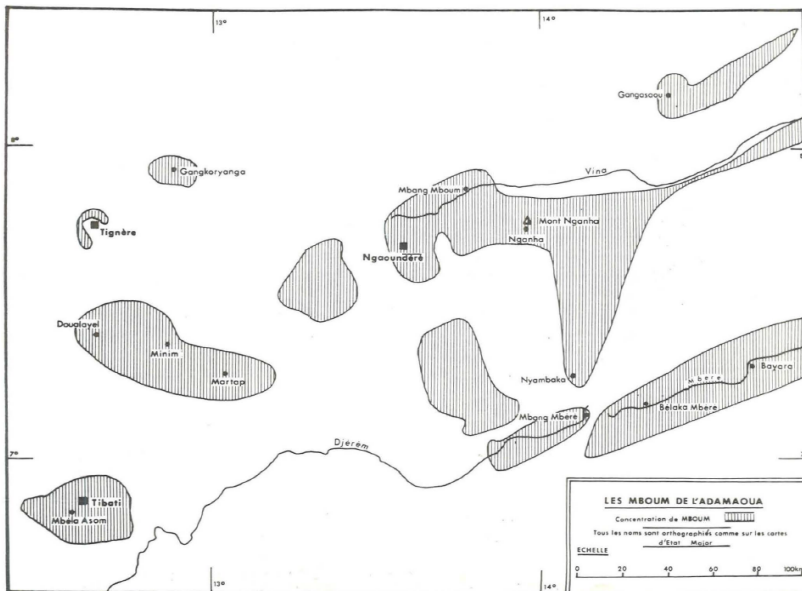 13°
14°
Gangasaou
8°
Gangkoryanga
Vina
Mbang Mboum
Mont Nganha
Tignère
Nganha
Ngaoundéré
Doualayel
Minim
Martap
Nyambaka
Mbere
Bayara
Belaka Mbere
Mbang Mbere
Djérem
7°
Tibati
Mbela Asom
LES MBOUM DE L'ADAMAOUA
Concentration de MBOUM
Tous les noms sont orthographiés comme sur les cartes
d'Etat Major
ECHELLE
0 20 40 60 80 100km
13°
14°